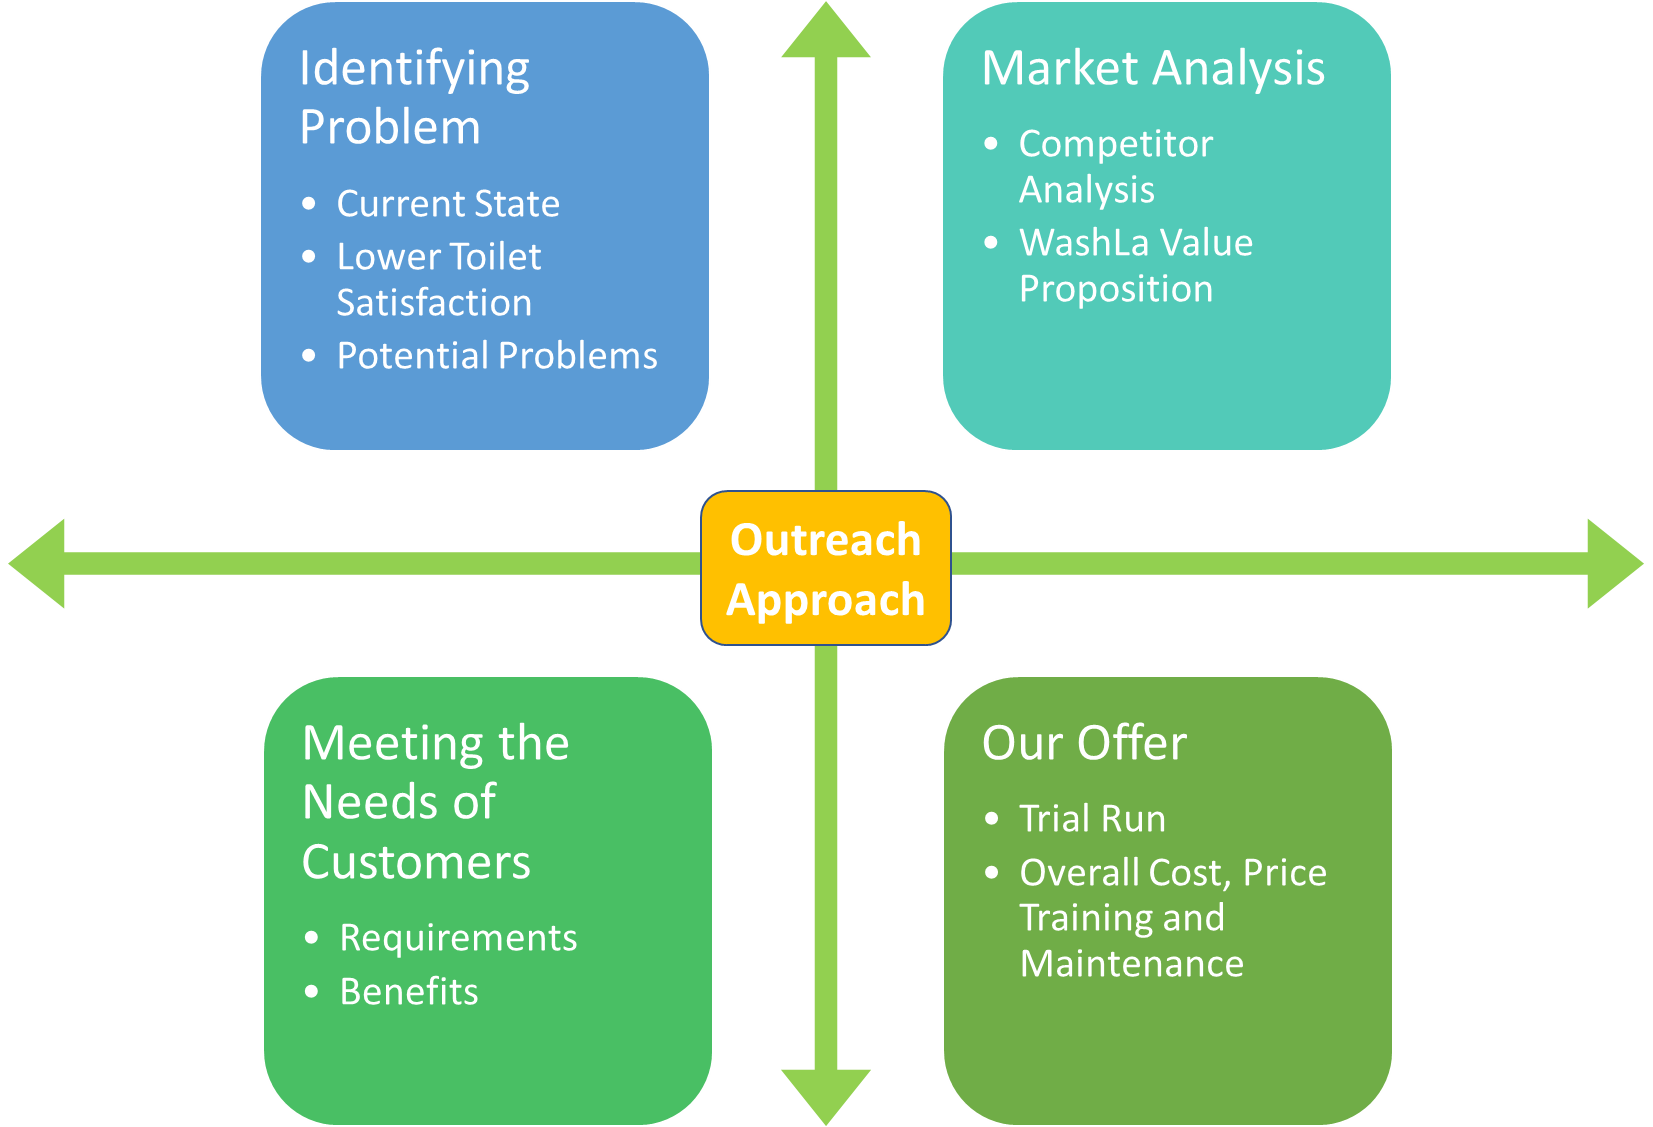 Identifying
Problem
• Current State
• Lower Toilet
Satisfaction
• Potential Problems
Market Analysis
• Competitor
Analysis
• WashLa Value
Proposition
Outreach
Approach
Meeting the
Needs of
Customers
• Requirements
• Benefits
Our Offer
• Trial Run
• Overall Cost, Price
Training and
Maintenance